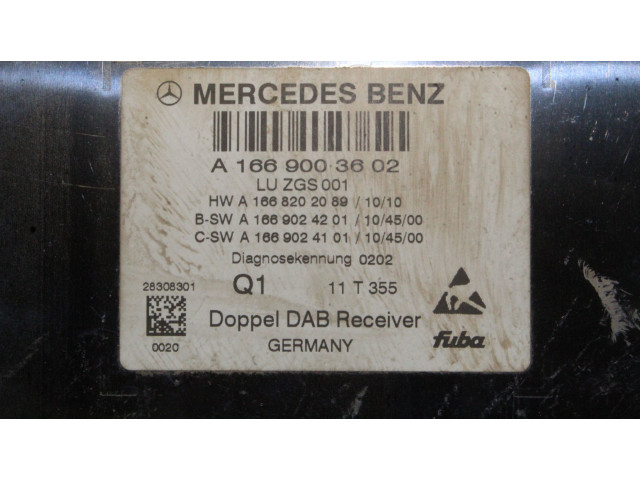 MERCEDES BENZ
A 166 900 36 02
LU ZGS 001
HW A 166 820 20 89 / 10/10
B-SW A 166 902 42 01 / 10/45/00
C-SW A 166 902 41 01 / 10/45/00
Diagnosekennung 0202
28308301 Q1 11 T 355
Doppel DAB Receiver fuba
0020 GERMANY